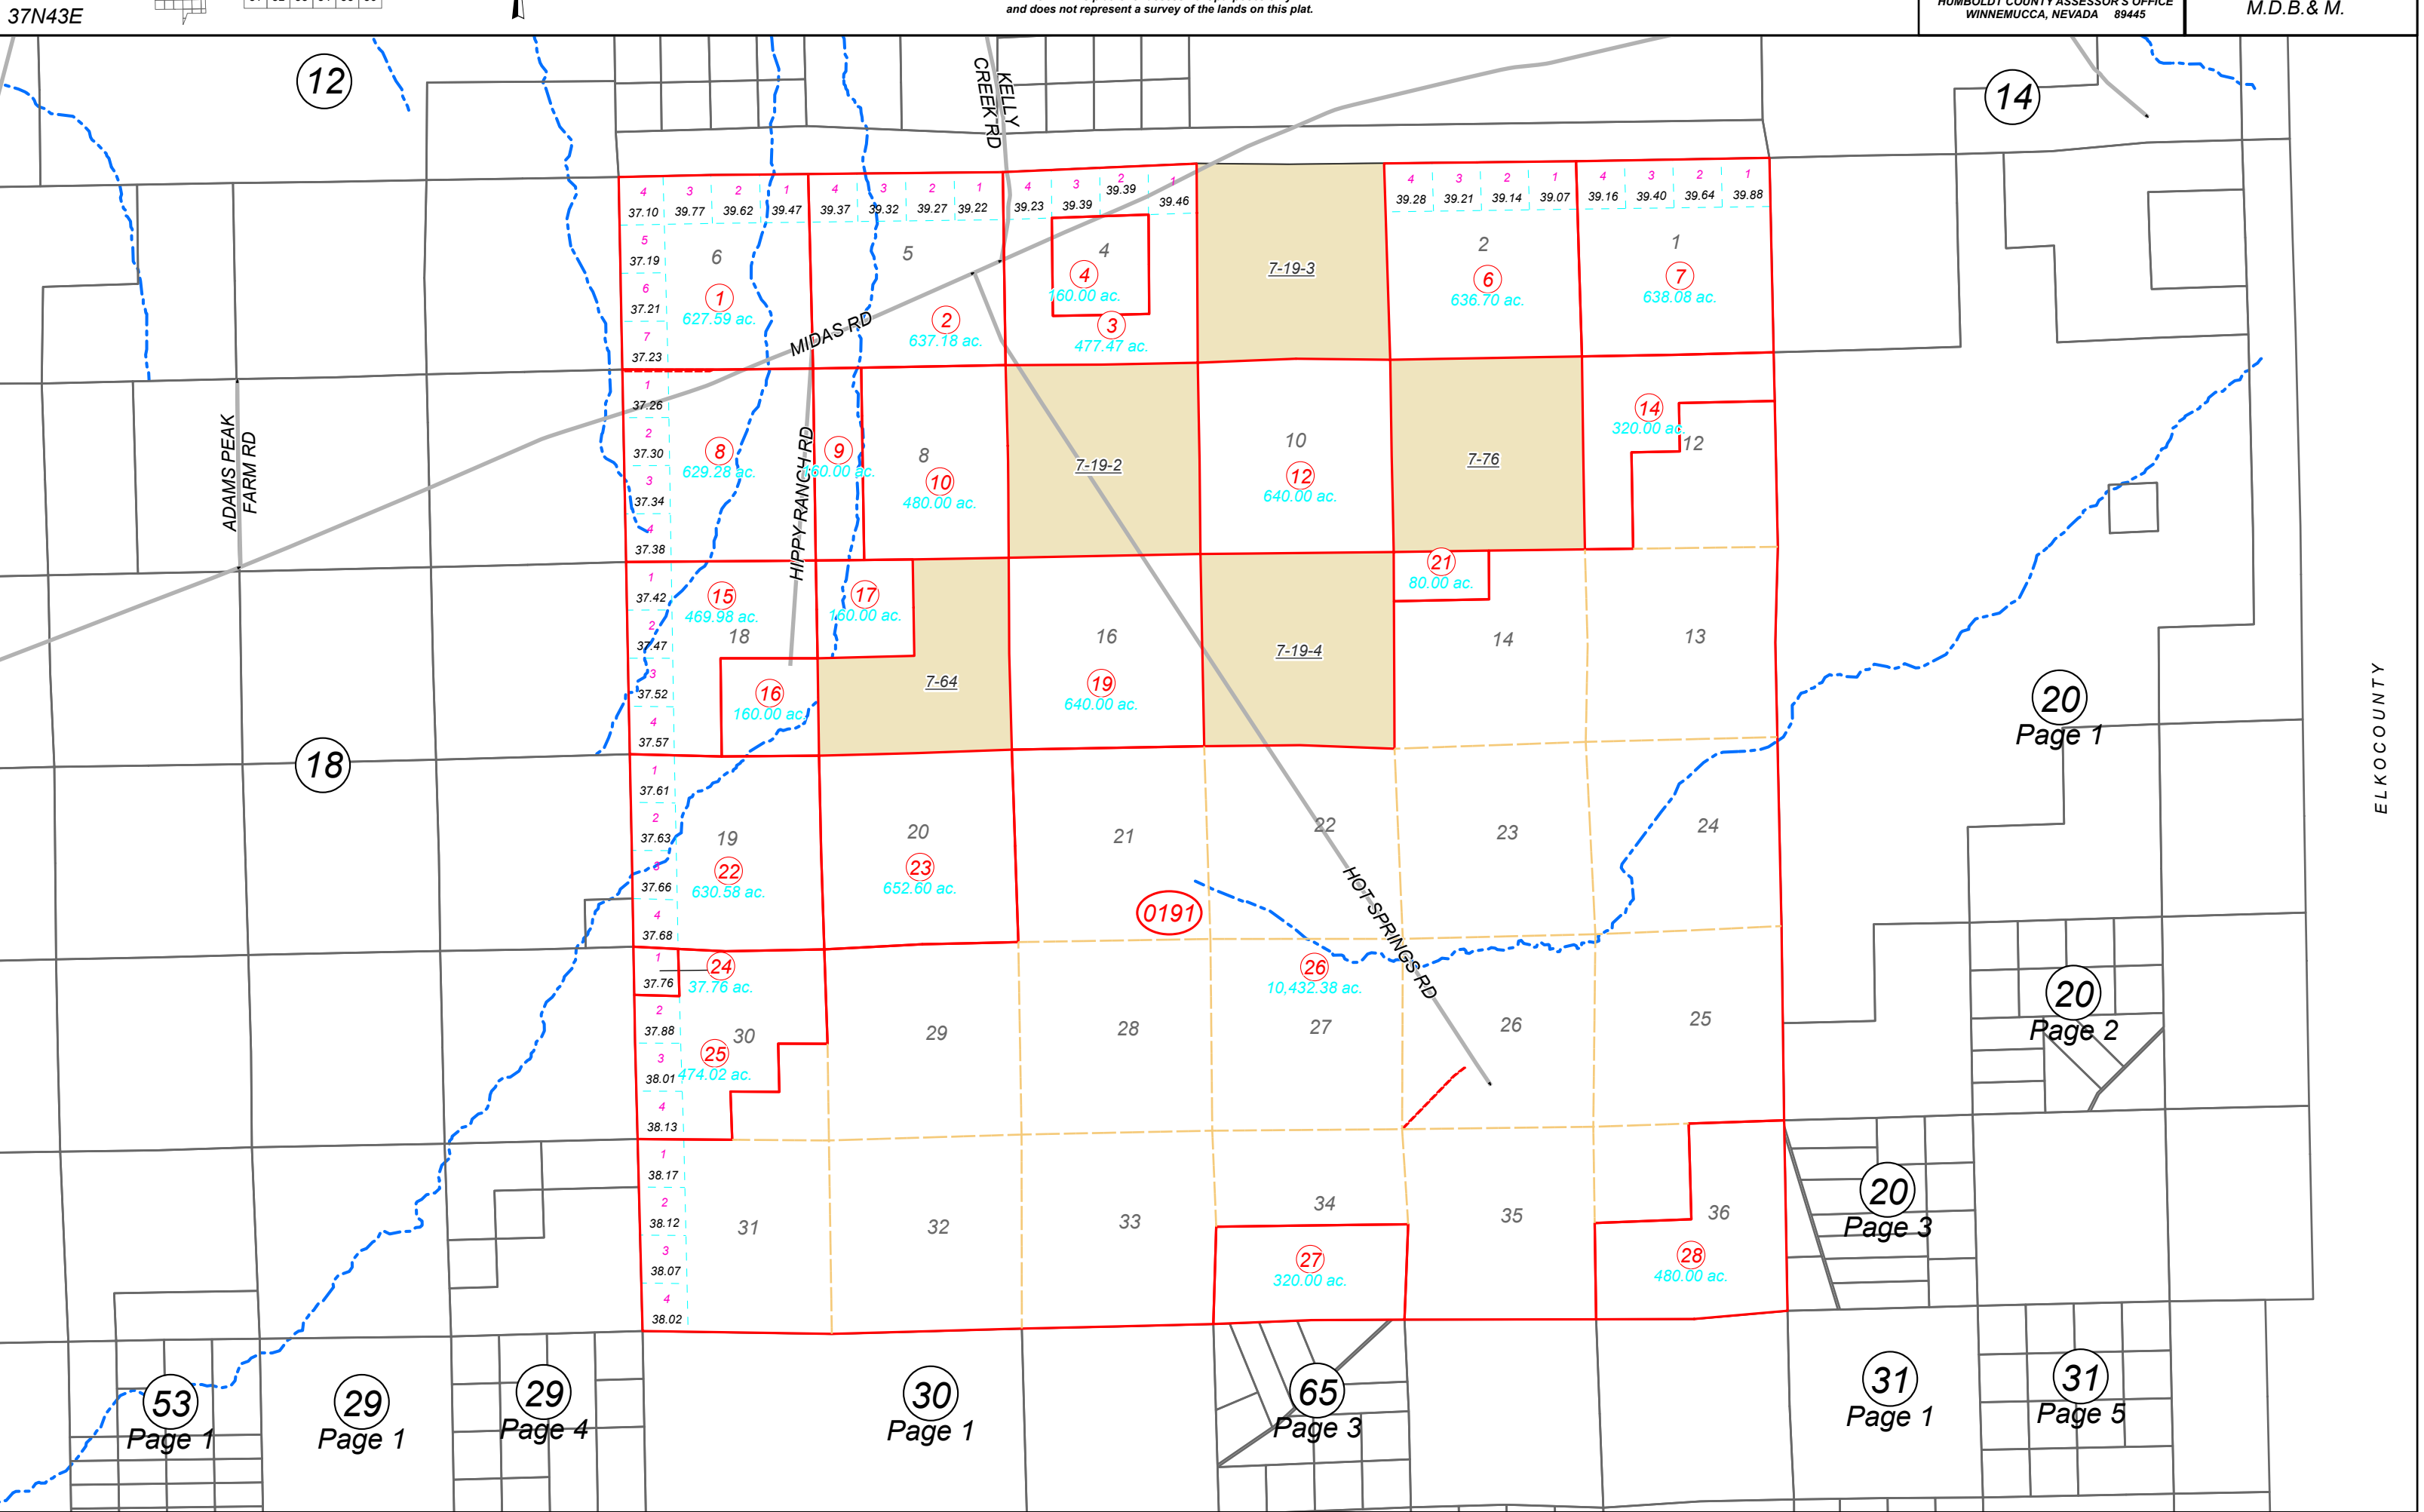 37N43E
and does not represent a survey of the lands on this plat.
HUMBOLDT COUNTY ASSESSOR'S OFFICE
WINNEMUCCA, NEVADA 89445
M.D.B.& M.
12
14
KELLY
CREEK RD
4 3 2 1 4 3 2 1 4 3 2 1 4 3 2 1 4 3 2 1
37.10 39.77 39.62 39.47 39.37 39.32 39.27 39.22 39.23 39.39 39.39 39.46 39.28 39.21 39.14 39.07 39.16 39.40 39.64 39.88
5
37.19
6
37.21
7
37.23
6
1
627.59 ac.
5
2
637.18 ac.
4
4
160.00 ac.
3
477.47 ac.
7-19-3
2
6
636.70 ac.
1
7
638.08 ac.
MIDAS RD
ADAMS PEAK
FARM RD
1
37.26
2
37.30
3
37.34
4
37.38
8
629.28 ac.
HIPPY RANCH RD
9
160.00 ac.
8
10
480.00 ac.
7-19-2
10
12
640.00 ac.
7-76
14
320.00 ac.
12
1
37.42
2
37.47
3
37.52
4
37.57
15
469.98 ac.
18
16
160.00 ac.
17
160.00 ac.
7-64
16
19
640.00 ac.
7-19-4
21
80.00 ac.
14
13
20
Page 1
ELKO COUNTY
18
1
37.61
2
37.63
3
37.66
4
37.68
19
22
630.58 ac.
20
23
652.60 ac.
21
22
23
24
0191
HOT SPRINGS RD
1
37.76
2
37.88
3
38.01
4
38.13
24
37.76 ac.
30
25
474.02 ac.
29
28
26
10,432.38 ac.
27
26
25
20
Page 2
1
38.17
2
38.12
3
38.07
4
38.02
31
32
33
34
27
320.00 ac.
35
36
28
480.00 ac.
20
Page 3
53
Page 1
29
Page 1
29
Page 4
30
Page 1
65
Page 3
31
Page 1
31
Page 5